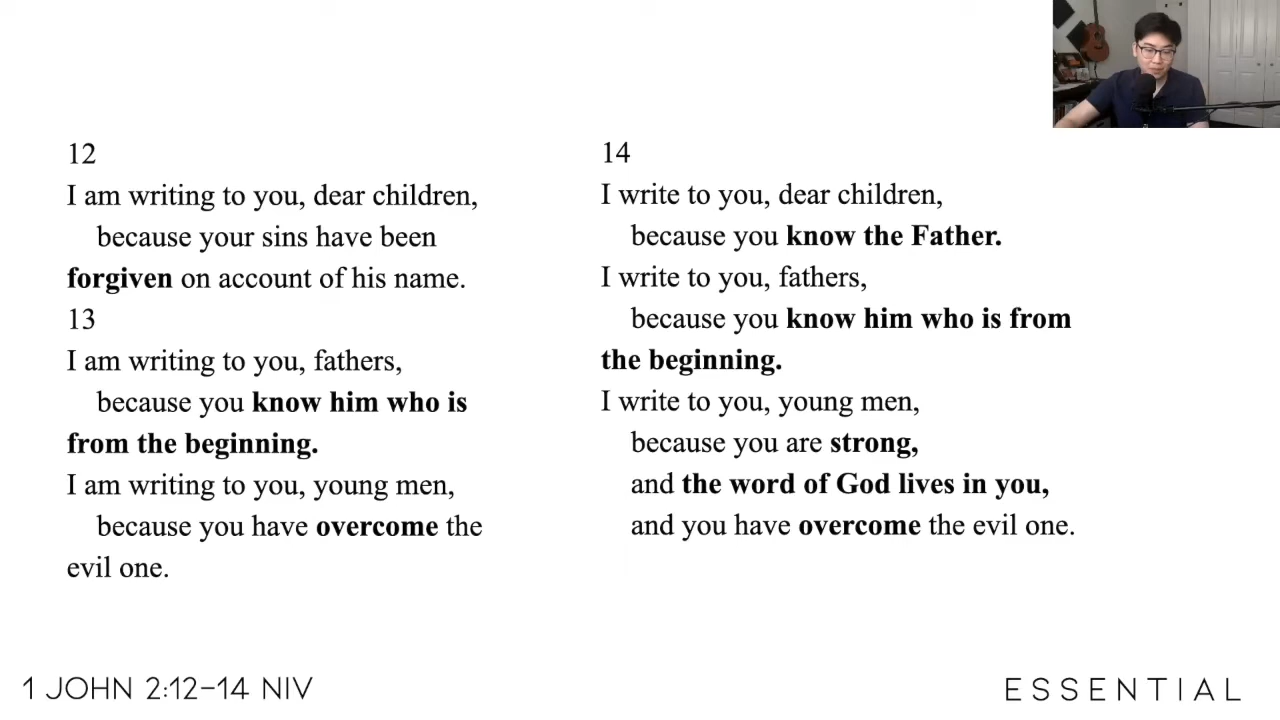 12
I am writing to you, dear children,
because your sins have been
forgiven on account of his name.
13
I am writing to you, fathers,
because you know him who is
from the beginning.
I am writing to you, young men,
because you have overcome the
evil one.
14
I write to you, dear children,
because you know the Father.
I write to you, fathers,
because you know him who is from
the beginning.
I write to you, young men,
because you are strong,
and the word of God lives in you,
and you have overcome the evil one.
1 JOHN 2:12-14 NIV
ESSENTIAL